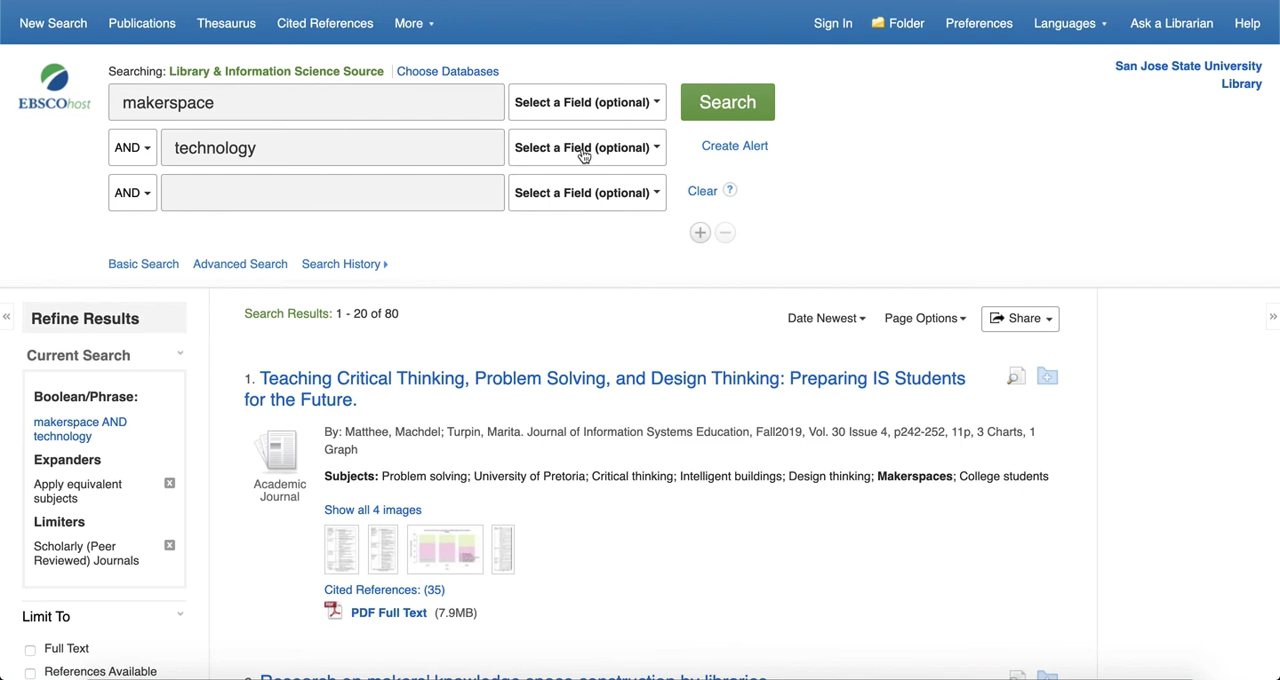 New Search Publications Thesaurus Cited References More Sign In Folder Preferences Languages Ask a Librarian Help
Searching: Library & Information Science Source Choose Databases
San Jose State University
Library
EBSCOhost
makerspace Select a Field (optional) Search
AND technology Select a Field (optional) Create Alert
AND Select a Field (optional) Clear ?
Basic Search Advanced Search Search History
Refine Results
Current Search
Boolean/Phrase:
makerspace AND
technology
Expanders
Apply equivalent
subjects
Limiters
Scholarly (Peer
Reviewed) Journals
Limit To
Full Text
References Available
Search Results: 1 - 20 of 80
Date Newest Page Options Share
1. Teaching Critical Thinking, Problem Solving, and Design Thinking: Preparing IS Students
for the Future.
Academic
Journal
By: Matthee, Machdel; Turpin, Marita. Journal of Information Systems Education, Fall2019, Vol. 30 Issue 4, p242-252, 11p, 3 Charts, 1
Graph
Subjects: Problem solving; University of Pretoria; Critical thinking; Intelligent buildings; Design thinking; Makerspaces; College students
Show all 4 images
Cited References: (35)
PDF Full Text (7.9MB)
Research on makers' knowledge space construction by libraries